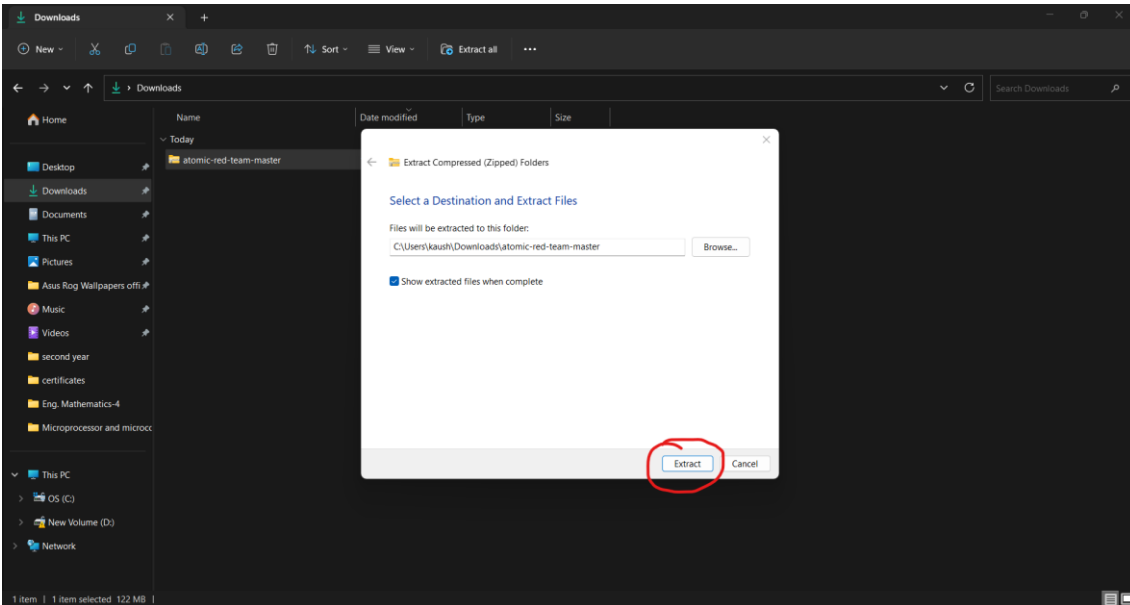 Downloads
New
Sort
View
Extract all
Downloads
Search Downloads
Home
Desktop
Downloads
Documents
This PC
Pictures
Asus Rog Wallpapers offi
Music
Videos
second year
certificates
Eng. Mathematics-4
Microprocessor and microcc
This PC
OS (C:)
New Volume (D:)
Network
Name Date modified Type Size
Today
atomic-red-team-master
Extract Compressed (Zipped) Folders
Select a Destination and Extract Files
Files will be extracted to this folder:
C:\Users\kaush\Downloads\atomic-red-team-master
Browse...
Show extracted files when complete
Extract Cancel
1 item | 1 item selected 122 MB |